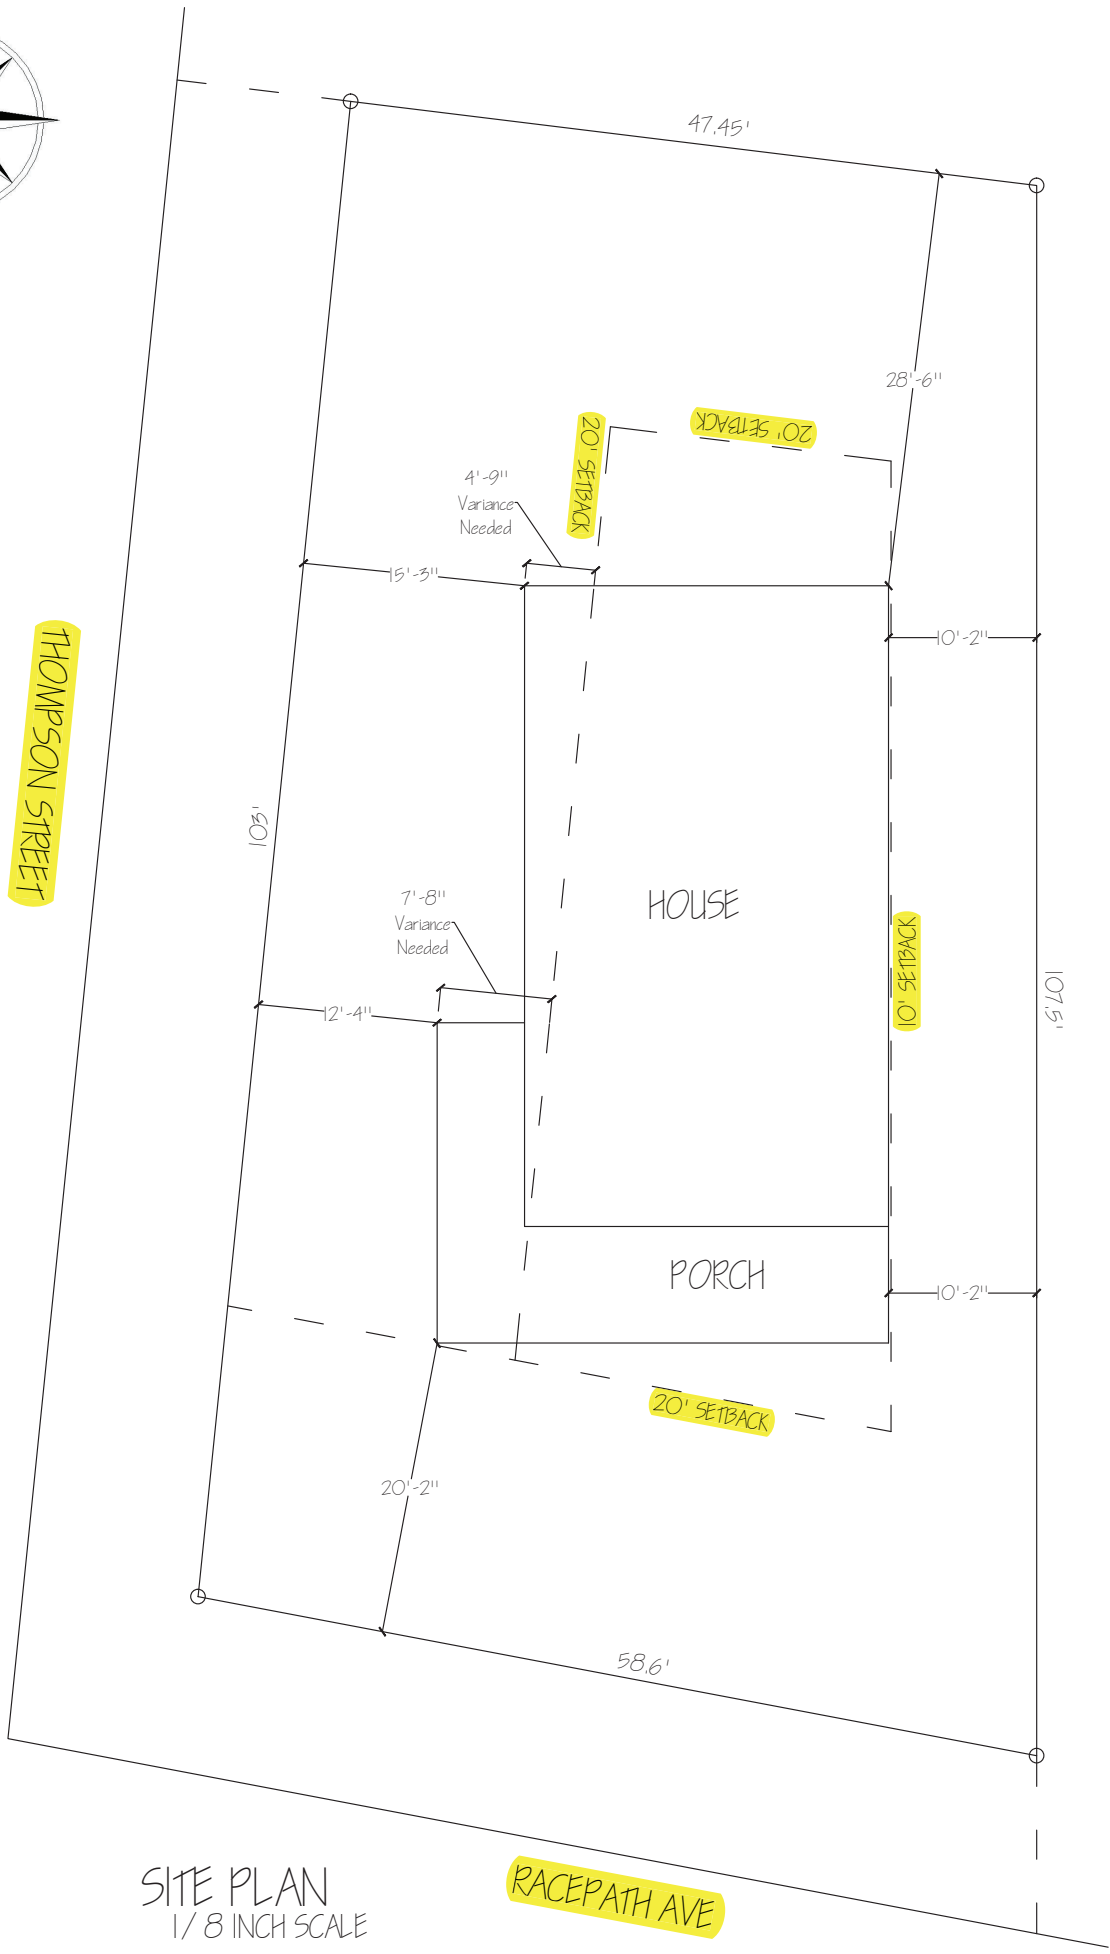 47.45'
28'-6"
20' SETBACK
20' SETBACK
4'-9"
Variance
Needed
15'-3"
10'-2"
THOMPSON STREET
103'
HOUSE
7'-8"
Variance
Needed
10' SETBACK
107.5'
12'-4"
PORCH
10'-2"
20' SETBACK
20'-2"
58.6'
SITE PLAN
1/8 INCH SCALE
RACEPATH AVE